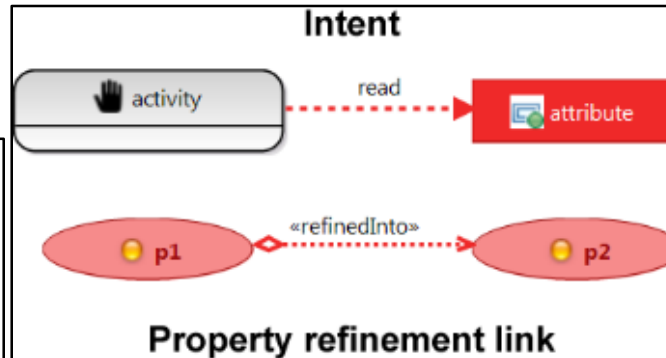 Intent
activity
read
attribute
«refinedInto»
p1
p2
Property refinement link